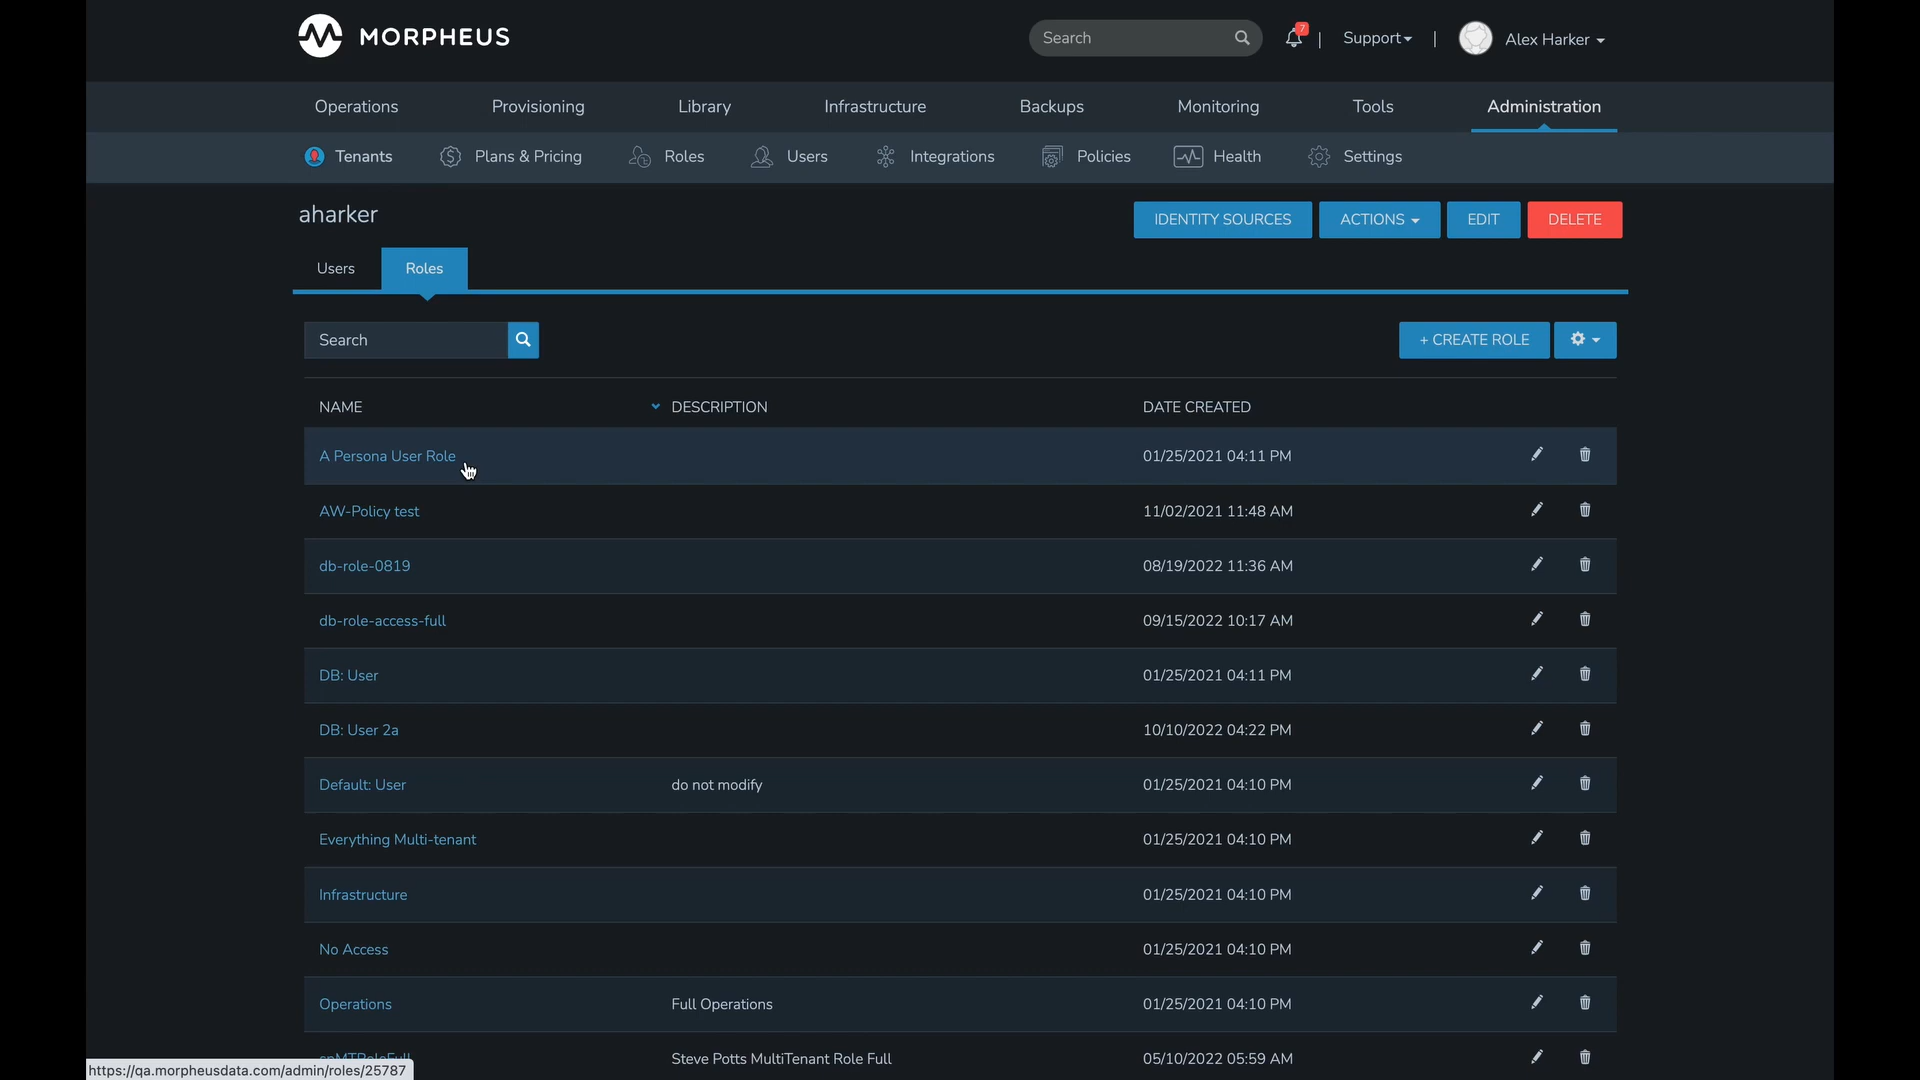 MORPHEUS
Search
7
Support
Alex Harker
Operations
Provisioning
Library
Infrastructure
Backups
Monitoring
Tools
Administration
Tenants
Plans & Pricing
Roles
Users
Integrations
Policies
Health
Settings
aharker
IDENTITY SOURCES
ACTIONS
EDIT
DELETE
Users
Roles
Search
+ CREATE ROLE
NAME DESCRIPTION DATE CREATED
A Persona User Role 01/25/2021 04:11 PM
AW-Policy test 11/02/2021 11:48 AM
db-role-0819 08/19/2022 11:36 AM
db-role-access-full 09/15/2022 10:17 AM
DB: User 01/25/2021 04:11 PM
DB: User 2a 10/10/2022 04:22 PM
Default: User do not modify 01/25/2021 04:10 PM
Everything Multi-tenant 01/25/2021 04:10 PM
Infrastructure 01/25/2021 04:10 PM
No Access 01/25/2021 04:10 PM
Operations Full Operations 01/25/2021 04:10 PM
Steve Potts MultiTenant Role Full 05/10/2022 05:59 AM
https://qa.morpheusdata.com/admin/roles/25787